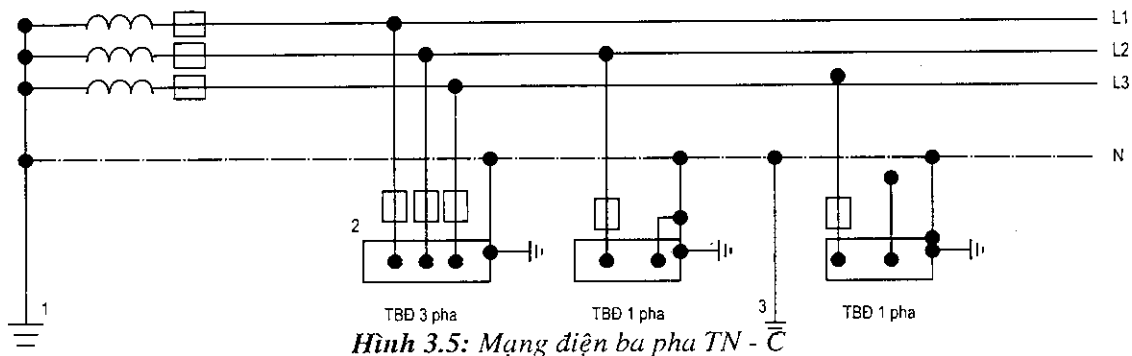 L1
L2
L3
N
2
1
3
TBĐ 3 pha
TBĐ 1 pha
TBĐ 1 pha
Hình 3.5: Mạng điện ba pha TN - C